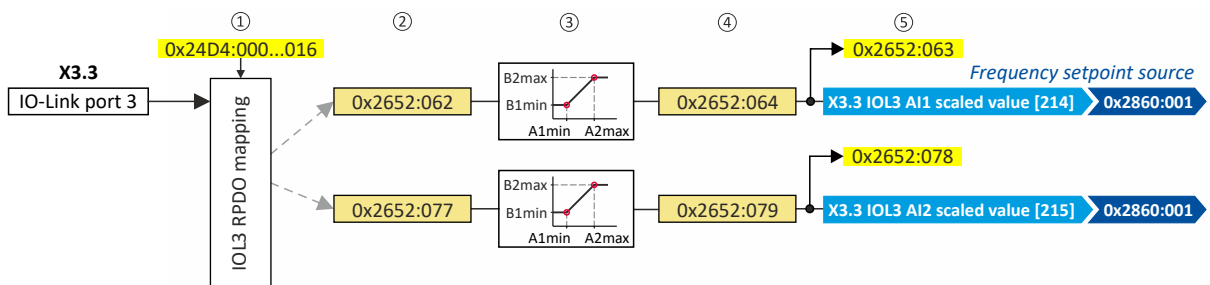 ① ② ③ ④ ⑤
0x24D4:000...016
0x2652:063
X3.3
IO-Link port 3
IOL3 RPDO mapping
0x2652:062
B2max
B1min
A1min A2max
0x2652:064
Frequency setpoint source
X3.3 IOL3 AI1 scaled value [214] 0x2860:001
0x2652:078
0x2652:077
B2max
B1min
A1min A2max
0x2652:079
X3.3 IOL3 AI2 scaled value [215] 0x2860:001